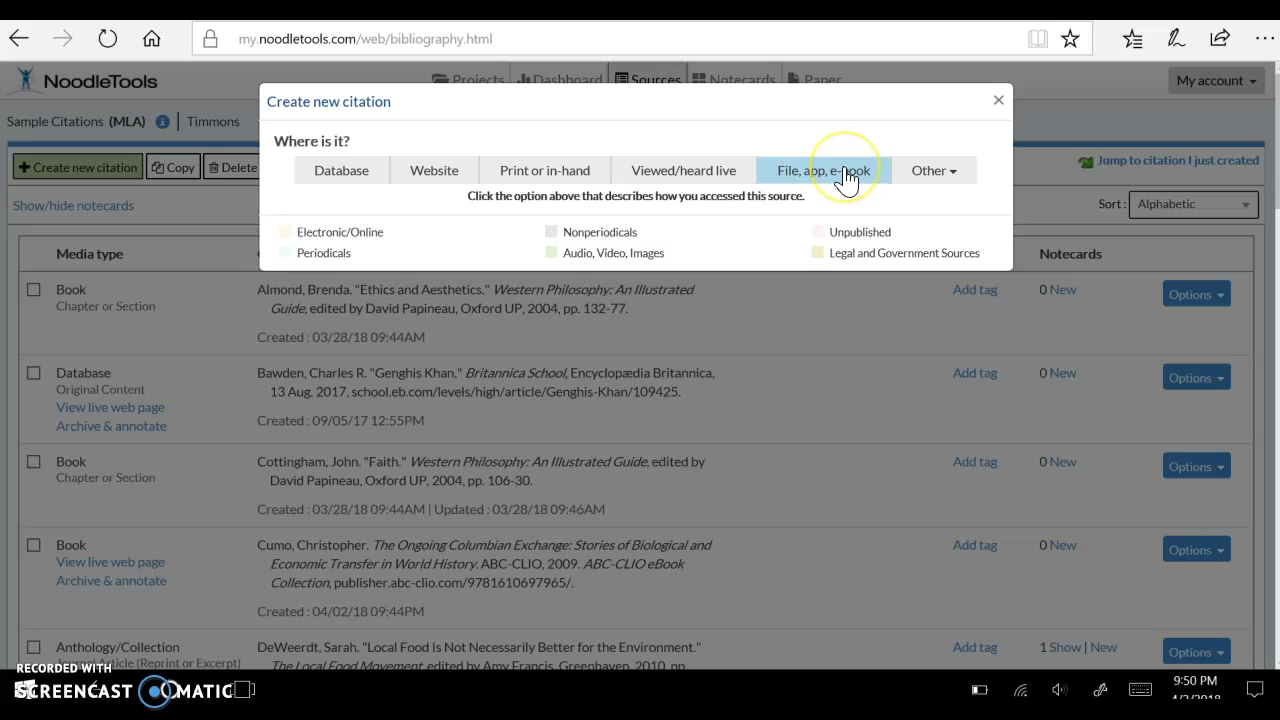 my.noodletools.com/web/bibliography.html
NoodleTools
Projects Dashboard Sources Notecards Paper
My account
Sample Citations (MLA) Timmons
Create new citation Copy Delete
Jump to citation I just created
Show/hide notecards
Sort : Alphabetic
Create new citation
Where is it?
Database Website Print or in-hand Viewed/heard live File, app, e-book Other
Click the option above that describes how you accessed this source.
Electronic/Online Nonperiodicals Unpublished
Periodicals Audio, Video, Images Legal and Government Sources
Media type Notecards
Book
Chapter or Section
Almond, Brenda. "Ethics and Aesthetics." Western Philosophy: An Illustrated
Guide, edited by David Papineau, Oxford UP, 2004, pp. 132-77.
Created : 03/28/18 09:44AM
Add tag 0 New Options
Database
Original Content
View live web page
Archive & annotate
Bawden, Charles R. "Genghis Khan." Britannica School, Encyclopædia Britannica,
13 Aug. 2017, school.eb.com/levels/high/article/Genghis-Khan/109425.
Created : 09/05/17 12:55PM
Add tag 0 New Options
Book
Chapter or Section
Cottingham, John. "Faith." Western Philosophy: An Illustrated Guide, edited by
David Papineau, Oxford UP, 2004, pp. 106-30.
Created : 03/28/18 09:44AM | Updated : 03/28/18 09:46AM
Add tag 0 New Options
Book
View live web page
Archive & annotate
Cumo, Christopher. The Ongoing Columbian Exchange: Stories of Biological and
Economic Transfer in World History. ABC-CLIO, 2009. ABC-CLIO eBook
Collection, publisher.abc-clio.com/9781610697965/.
Created : 04/02/18 09:44PM
Add tag 0 New Options
Anthology/Collection
Journal Article (Reprint or Excerpt)
DeWeerdt, Sarah. "Local Food Is Not Necessarily Better for the Environment."
The Local Food Movement, edited by Amy Francis, Greenhaven, 2010, pp.
Add tag 1 Show | New Options
RECORDED WITH
SCREENCAST MATIC
9:50 PM
4/2/2018